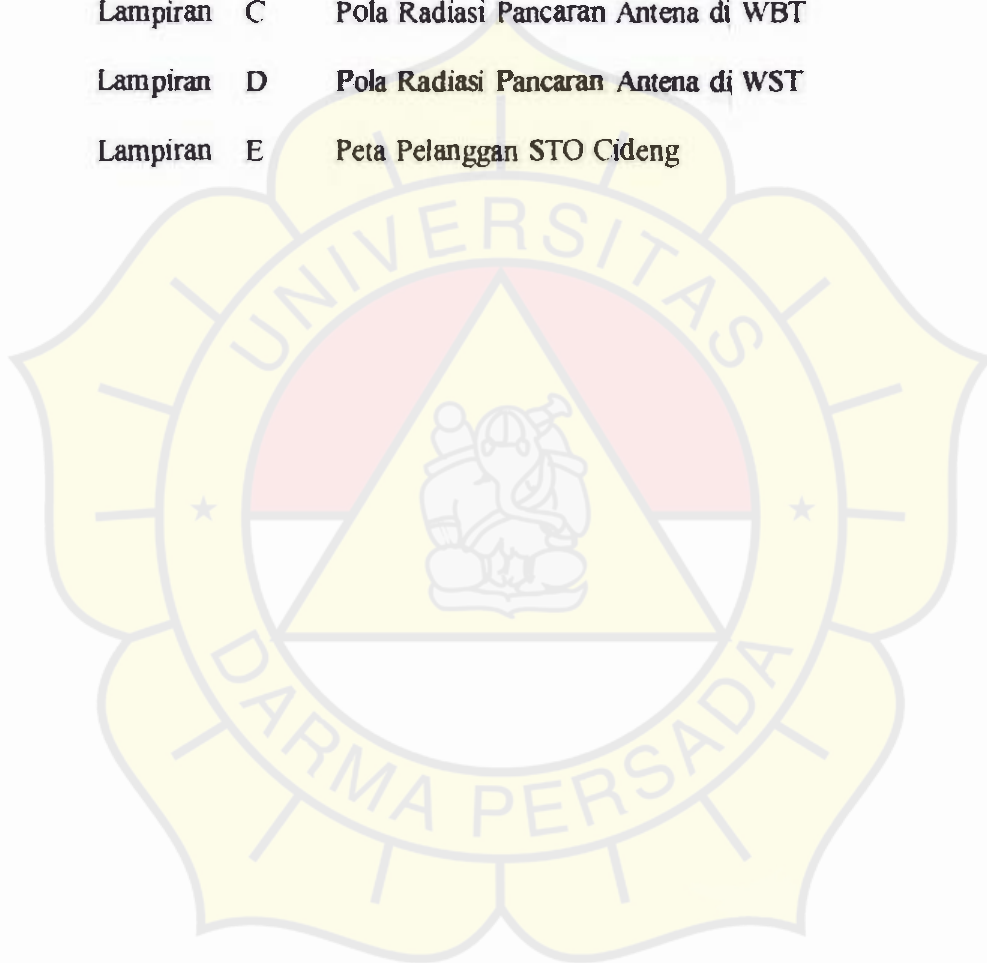 Lampiran C Pola Radiasi Pancaran Antena di WBT
Lampiran D Pola Radiasi Pancaran Antena di WST
Lampiran E Peta Pelanggan STO Cideng
UNIVERSITAS
DARMA PERSADA